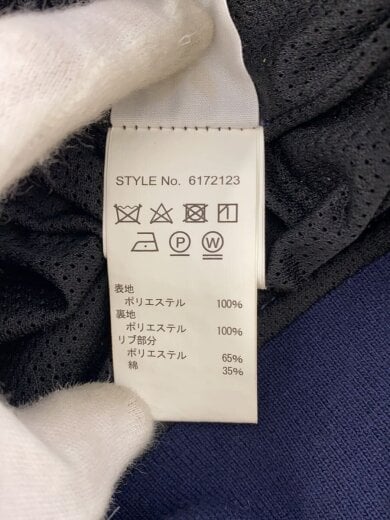 STYLE No. 6172123
P W
表地
ポリエステル 100%
裏地
ポリエステル 100%
リブ部分
ポリエステル 65%
綿 35%